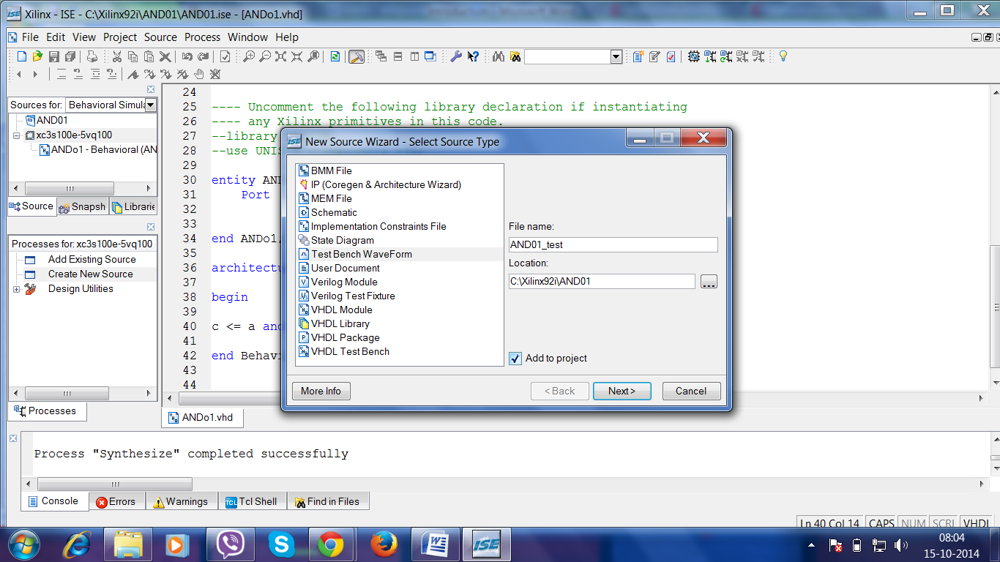 Xilinx - ISE - C:\Xilinx92i\AND01\AND01.ise - [ANDo1.vhd]
File Edit View Project Source Process Window Help
Sources for: Behavioral Simula
AND01
xc3s100e-5vq100
ANDo1 - Behavioral (AN
Source Snapsh Librarie
Processes for: xc3s100e-5vq100
Add Existing Source
Create New Source
Design Utilities
Processes
24
25 ---- Uncomment the following library declaration if instantiating
26 ---- any Xilinx primitives in this code.
27 --library
28 --use UNIS
29
30 entity AND
31 Port
32
33
34 end ANDo1
35
36 architectu
37
38 begin
39
40 c <= a and
41
42 end Behavi
43
44
ANDo1.vhd
New Source Wizard - Select Source Type
BMM File
IP (Coregen & Architecture Wizard)
MEM File
Schematic
Implementation Constraints File
State Diagram
Test Bench WaveForm
User Document
Verilog Module
Verilog Test Fixture
VHDL Module
VHDL Library
VHDL Package
VHDL Test Bench
File name:
AND01_test
Location:
C:\Xilinx92i\AND01
...
Add to project
More Info < Back Next > Cancel
Process "Synthesize" completed successfully
Console Errors Warnings Tcl Shell Find in Files
Ln 40 Col 14 CAPS NUM SCRL VHDL
08:04
15-10-2014